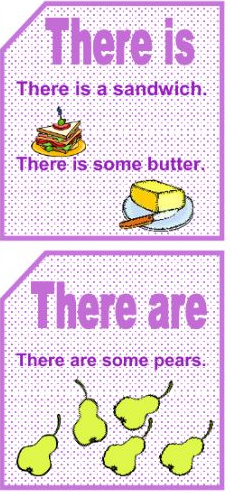 There is
There is a sandwich.
There is some butter.
There are
There are some pears.